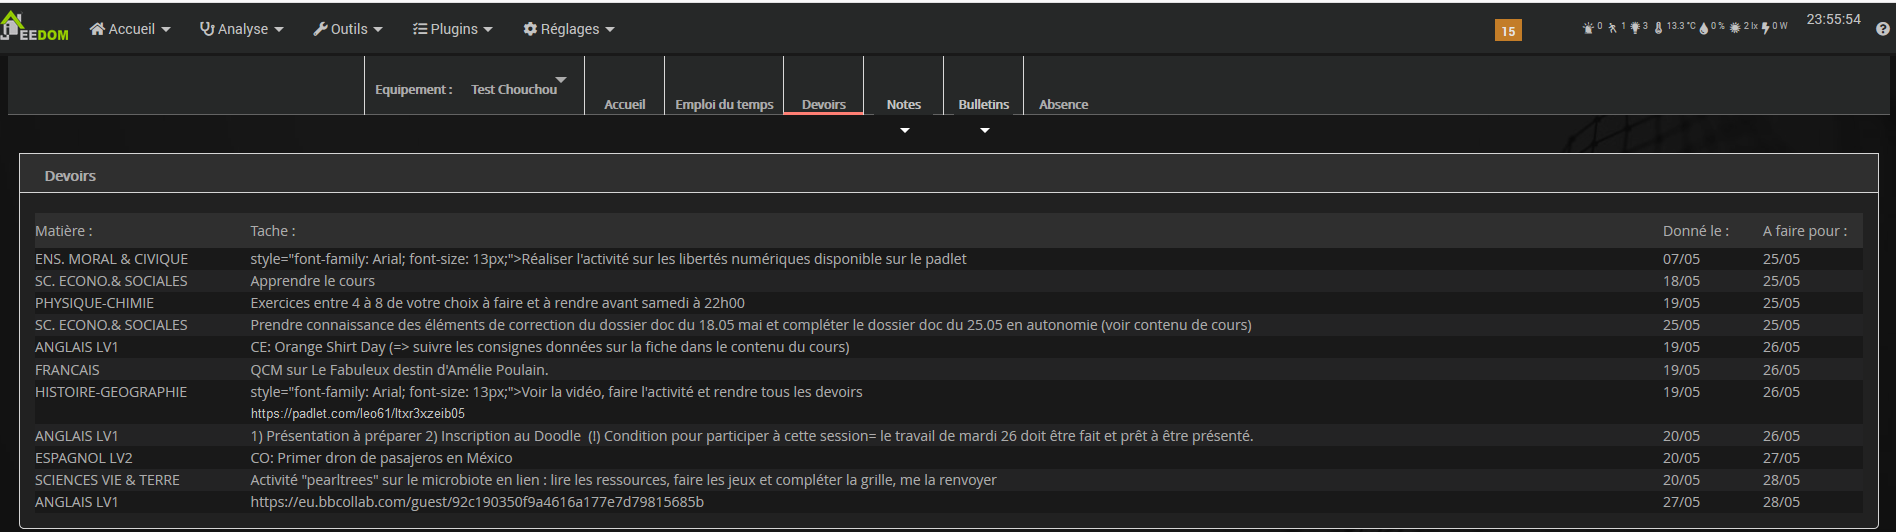 JEEDOM Accueil Analyse Outils Plugins Réglages 15 0 1 3 13.3 °C 0 % 2 lx 0 W 23:55:54
Equipement : Test Chouchou Accueil Emploi du temps Devoirs Notes Bulletins Absence
Devoirs
Matière : Tache : Donné le : A faire pour :
ENS. MORAL & CIVIQUE style="font-family: Arial; font-size: 13px;">Réaliser l'activité sur les libertés numériques disponible sur le padlet 07/05 25/05
SC. ECONO.& SOCIALES Apprendre le cours 18/05 25/05
PHYSIQUE-CHIMIE Exercices entre 4 à 8 de votre choix à faire et à rendre avant samedi à 22h00 19/05 25/05
SC. ECONO.& SOCIALES Prendre connaissance des éléments de correction du dossier doc du 18.05 mai et compléter le dossier doc du 25.05 en autonomie (voir contenu de cours) 25/05 25/05
ANGLAIS LV1 CE: Orange Shirt Day (=> suivre les consignes données sur la fiche dans le contenu du cours) 19/05 26/05
FRANCAIS QCM sur Le Fabuleux destin d'Amélie Poulain. 19/05 26/05
HISTOIRE-GEOGRAPHIE style="font-family: Arial; font-size: 13px;">Voir la vidéo, faire l'activité et rendre tous les devoirs 19/05 26/05
https://padlet.com/leo61/ltxr3xzeib05
ANGLAIS LV1 1) Présentation à préparer 2) Inscription au Doodle (!) Condition pour participer à cette session= le travail de mardi 26 doit être fait et prêt à être présenté. 20/05 26/05
ESPAGNOL LV2 CO: Primer dron de pasajeros en México 20/05 27/05
SCIENCES VIE & TERRE Activité "pearltrees" sur le microbiote en lien : lire les ressources, faire les jeux et compléter la grille, me la renvoyer 20/05 28/05
ANGLAIS LV1 https://eu.bbcollab.com/guest/92c190350f9a4616a177e7d79815685b 27/05 28/05